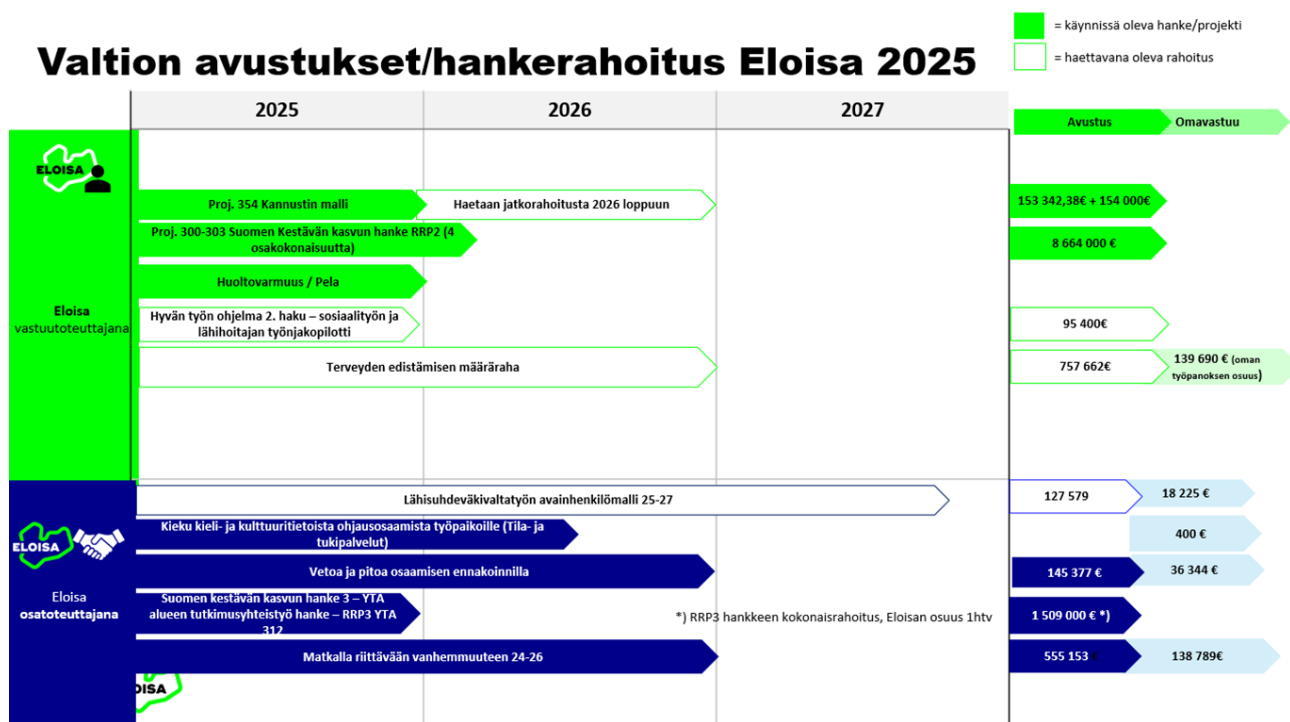 = käynnissä oleva hanke/projekti
= haettavana oleva rahoitus
Valtion avustukset/hankerahoitus Eloisa 2025
2025
2026
2027
Avustus
Omavastuu
ELOISA
Eloisa
vastuutoteuttajana
Proj. 354 Kannustin malli
Haetaan jatkorahoitusta 2026 loppuun
153 342,38€ + 154 000€
Proj. 300-303 Suomen Kestävän kasvun hanke RRP2 (4
osakokonaisuutta)
8 664 000 €
Huoltovarmuus / Pela
Hyvän työn ohjelma 2. haku – sosiaalityön ja
lähihoitajan työnjakopilotti
95 400€
Terveyden edistämisen määräraha
757 662€
139 690 € (oman
työpanoksen osuus)
ELOISA
Eloisa
osatoteuttajana
Lähisuhdeväkivaltatyön avainhenkilömalli 25-27
127 579
18 225 €
Kieku kieli- ja kulttuuritietoista ohjausosaamista työpaikoille (Tila- ja
tukipalvelut)
400 €
Vetoa ja pitoa osaamisen ennakoinnilla
145 377 €
36 344 €
Suomen kestävän kasvun hanke 3 – YTA
alueen tutkimusyhteistyö hanke – RRP3 YTA
312
*) RRP3 hankkeen kokonaisrahoitus, Eloisan osuus 1htv
1 509 000 € *)
Matkalla riittävään vanhemmuuteen 24-26
555 153 €
138 789€
OISA